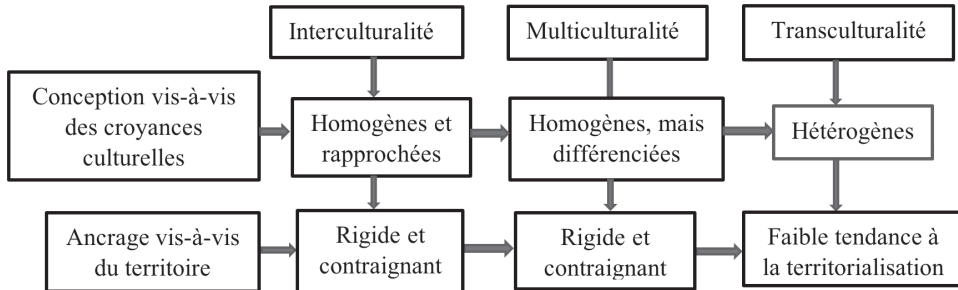 Interculturalité
Multiculturalité
Transculturalité
Conception vis-à-vis
des croyances
culturelles
Homogènes et
rapprochées
Homogènes, mais
différenciées
Hétérogènes
Ancrage vis-à-vis
du territoire
Rigide et
contraignant
Rigide et
contraignant
Faible tendance à
la territorialisation